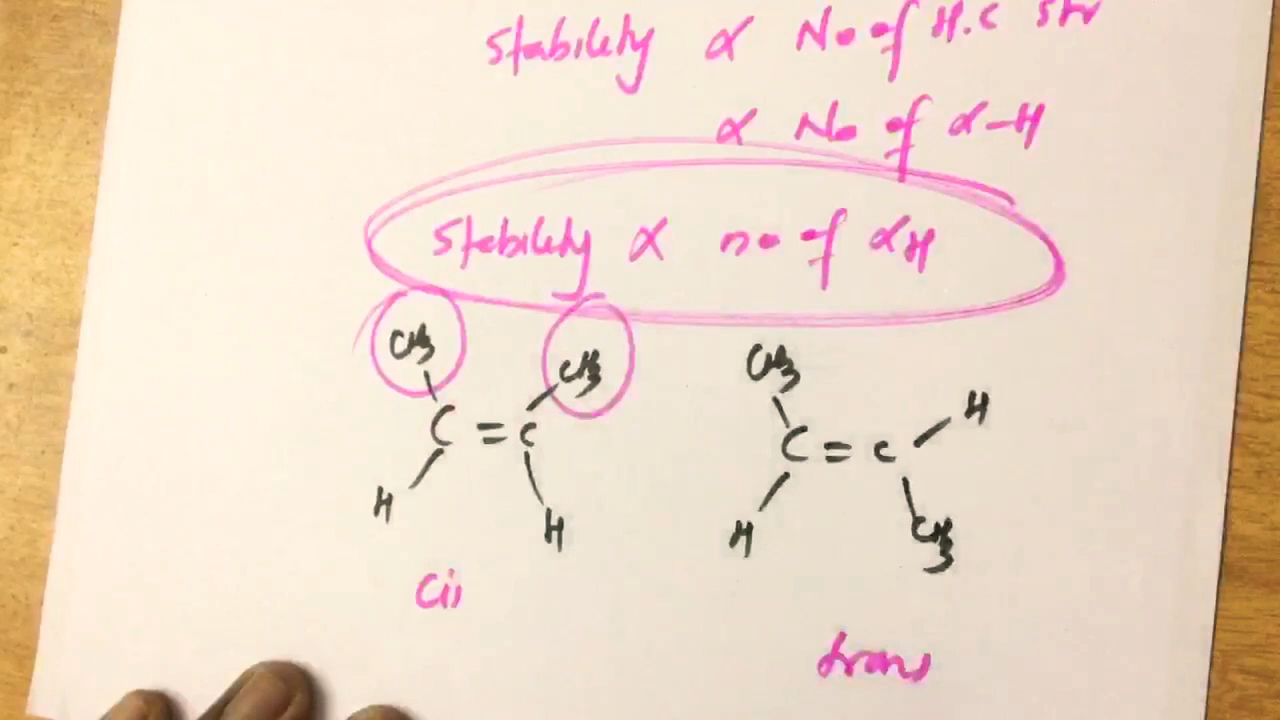 Stability α No of H.C Str
α No of α-H
Stability α no of αH
CH3 CH3 CH3
H
C = C C = C
H H H CH3
Cis
trans